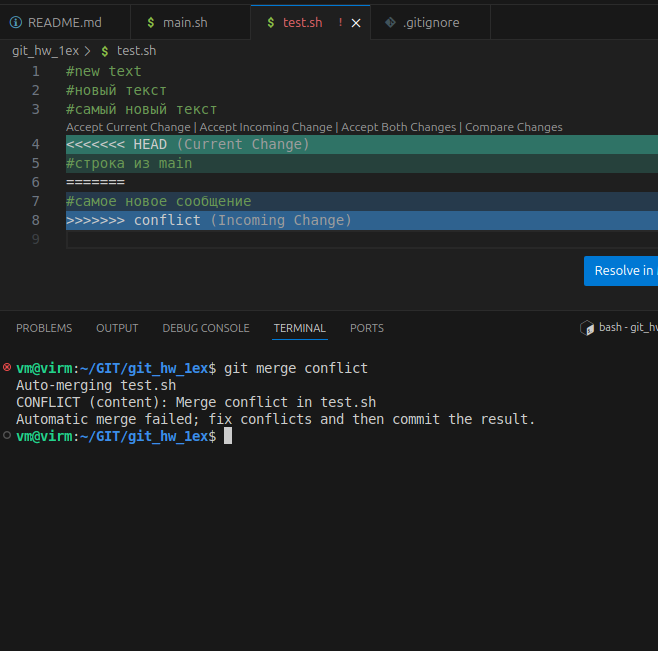 README.md
$ main.sh
$ test.sh !
.gitignore
git_hw_1ex > $ test.sh
1 #new text
2 #новый текст
3 #самый новый текст
Accept Current Change | Accept Incoming Change | Accept Both Changes | Compare Changes
4 <<<<<<< HEAD (Current Change)
5 #строка из main
6 =======
7 #самое новое сообщение
8 >>>>>>> conflict (Incoming Change)
9
Resolve in
PROBLEMS OUTPUT DEBUG CONSOLE TERMINAL PORTS
bash - git_hw
vm@virm:~/GIT/git_hw_1ex$ git merge conflict
Auto-merging test.sh
CONFLICT (content): Merge conflict in test.sh
Automatic merge failed; fix conflicts and then commit the result.
vm@virm:~/GIT/git_hw_1ex$